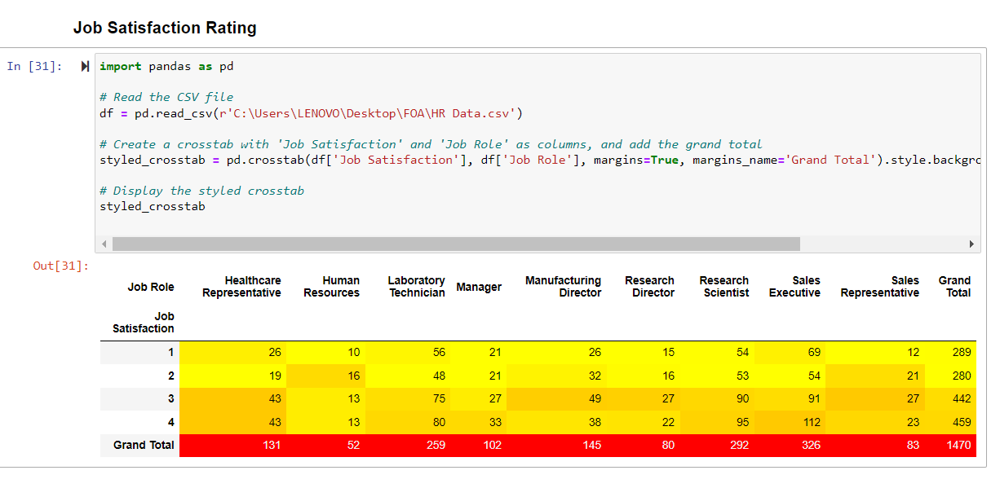 Job Satisfaction Rating
In [31]:
import pandas as pd
# Read the CSV file
df = pd.read_csv(r'C:\Users\LENOVO\Desktop\FOA\HR Data.csv')
# Create a crosstab with 'Job Satisfaction' and 'Job Role' as columns, and add the grand total
styled_crosstab = pd.crosstab(df['Job Satisfaction'], df['Job Role'], margins=True, margins_name='Grand Total').style.backgro
# Display the styled crosstab
styled_crosstab
Out[31]:
Job Role Healthcare Representative Human Resources Laboratory Technician Manager Manufacturing Director Research Director Research Scientist Sales Executive Sales Representative Grand Total
Job Satisfaction
1 26 10 56 21 26 15 54 69 12 289
2 19 16 48 21 32 16 53 54 21 280
3 43 13 75 27 49 27 90 91 27 442
4 43 13 80 33 38 22 95 112 23 459
Grand Total 131 52 259 102 145 80 292 326 83 1470